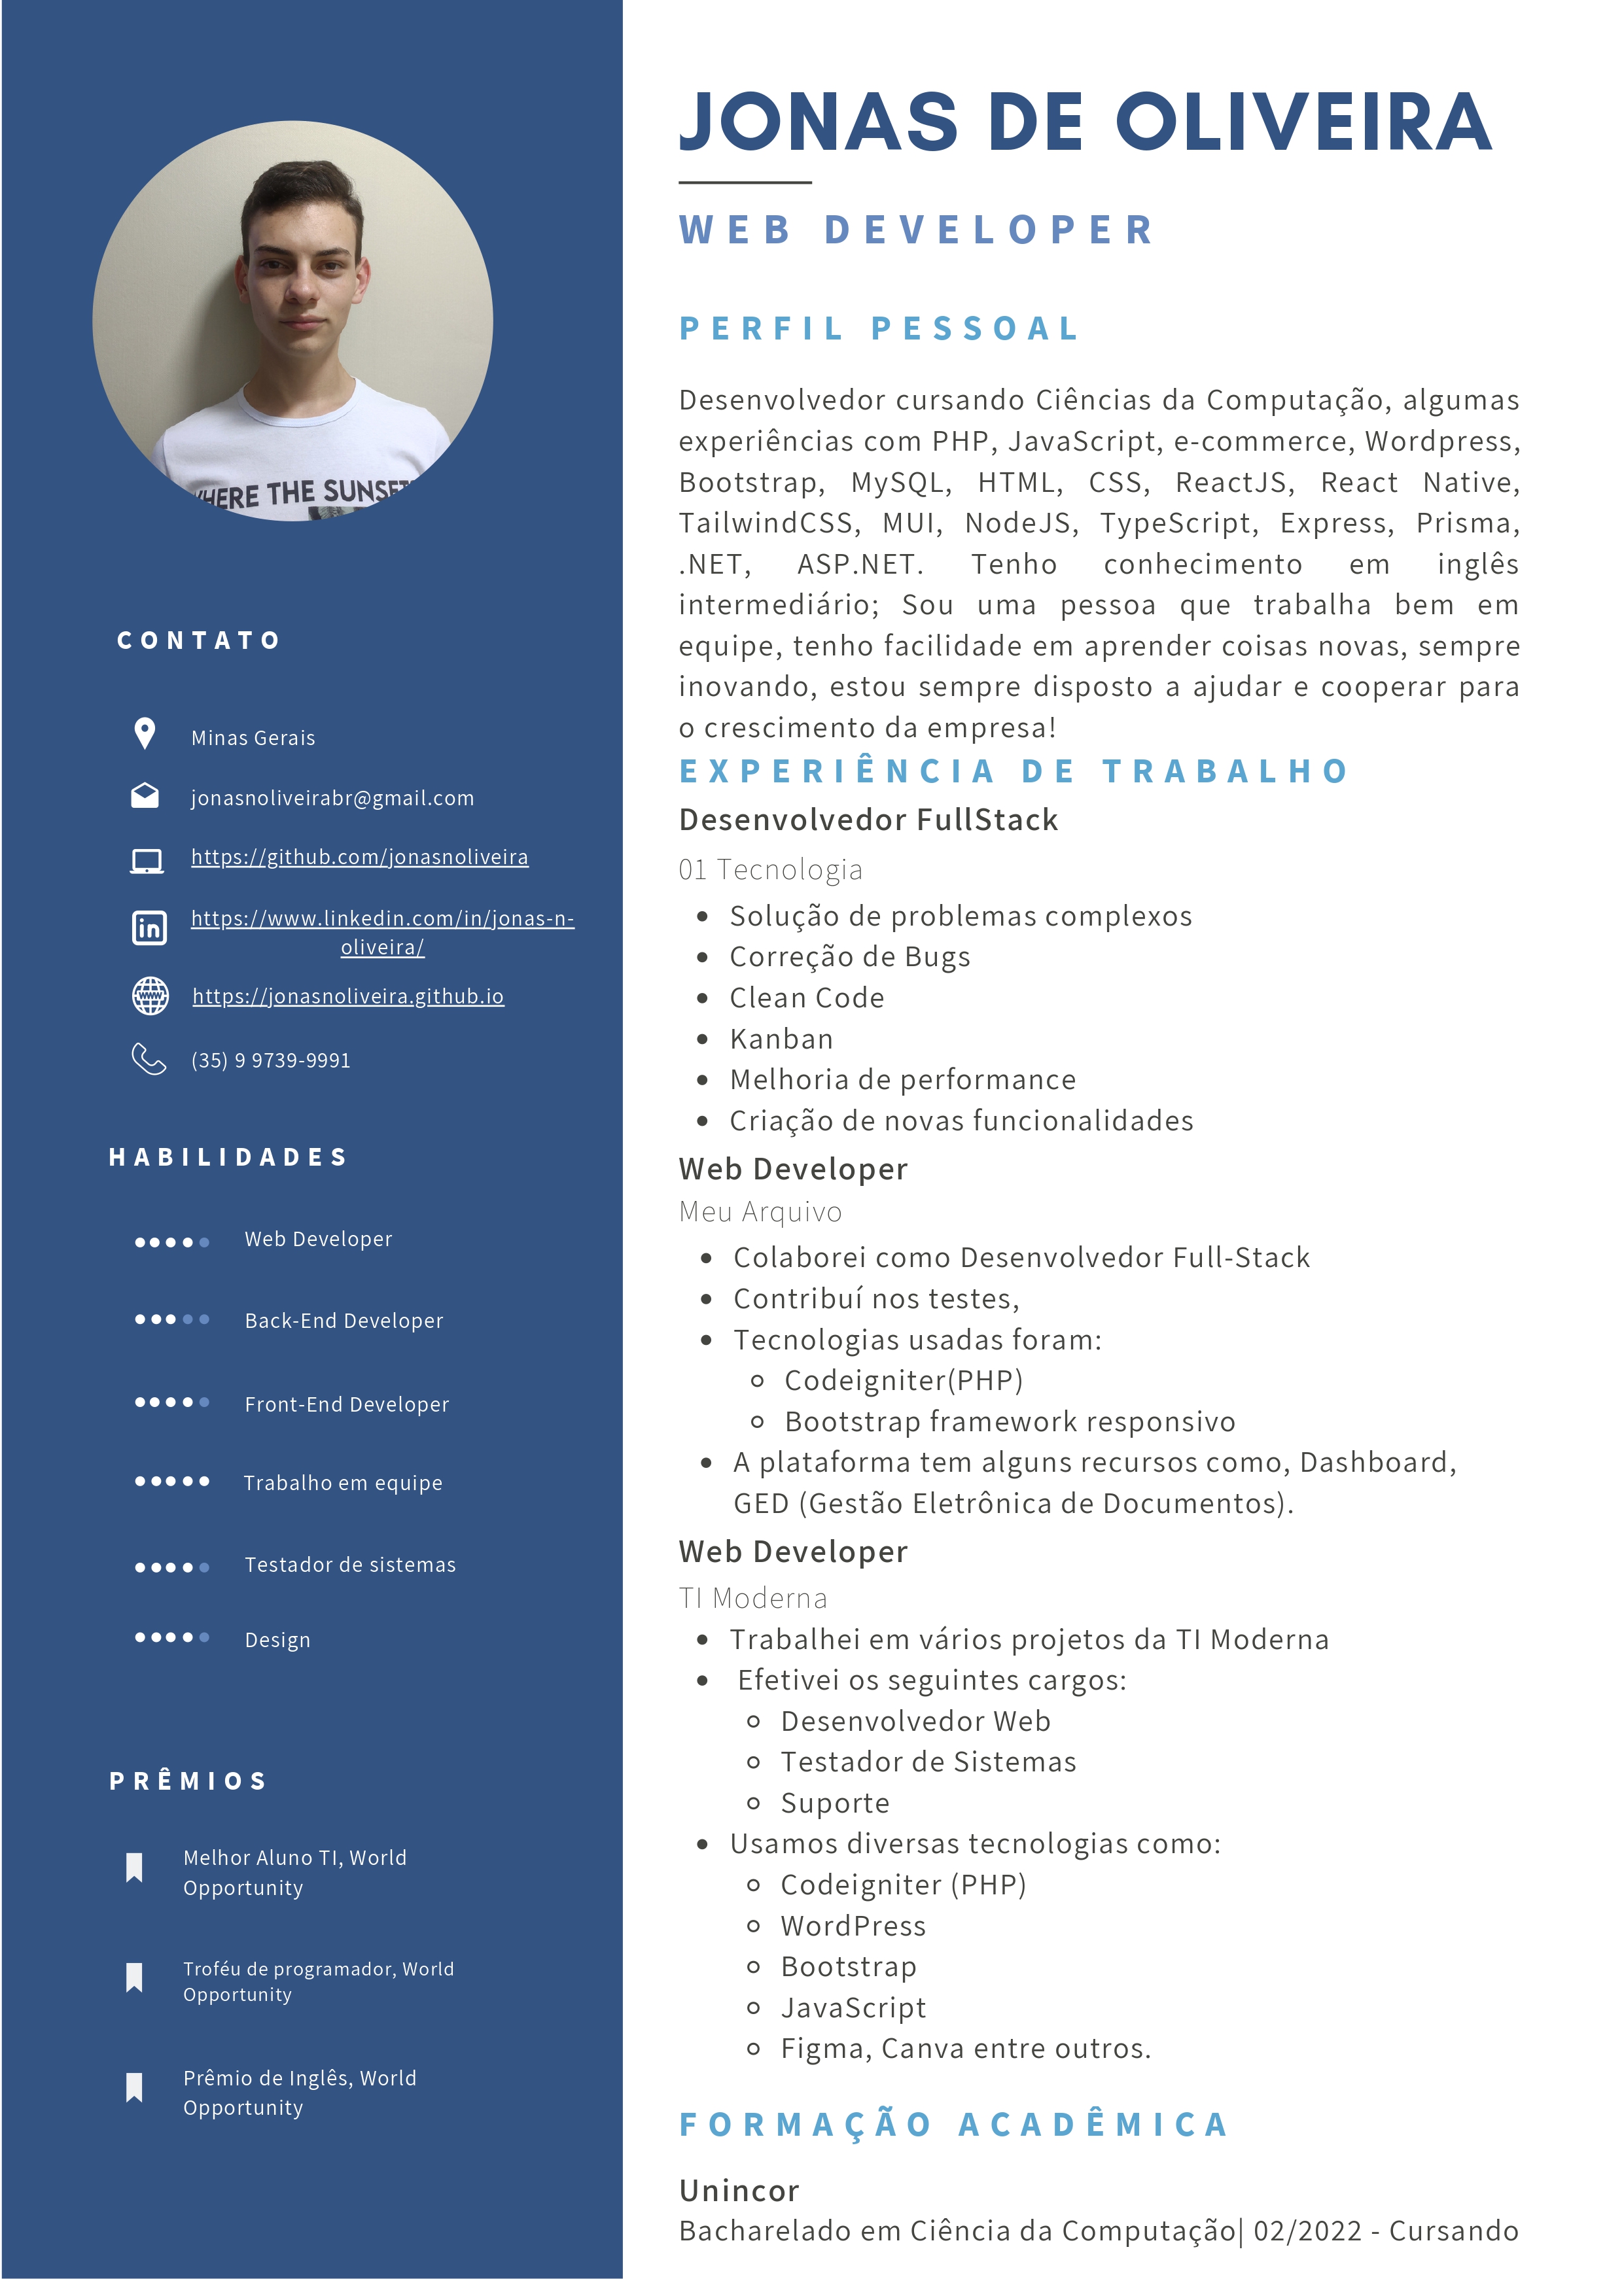 WHERE THE SUNSET
CONTATO
Minas Gerais
jonasnoliveirabr@gmail.com
https://github.com/jonasnoliveira
https://www.linkedin.com/in/jonas-n-
oliveira/
https://jonasnoliveira.github.io
(35) 9 9739-9991
HABILIDADES
Web Developer
Back-End Developer
Front-End Developer
Trabalho em equipe
Testador de sistemas
Design
PRÊMIOS
Melhor Aluno TI, World
Opportunity
Troféu de programador, World
Opportunity
Prêmio de Inglês, World
Opportunity
JONAS DE OLIVEIRA
WEB DEVELOPER
PERFIL PESSOAL
Desenvolvedor cursando Ciências da Computação, algumas
experiências com PHP, JavaScript, e-commerce, Wordpress,
Bootstrap, MySQL, HTML, CSS, ReactJS, React Native,
TailwindCSS, MUI, NodeJS, TypeScript, Express, Prisma,
.NET, ASP.NET. Tenho conhecimento em inglês
intermediário; Sou uma pessoa que trabalha bem em
equipe, tenho facilidade em aprender coisas novas, sempre
inovando, estou sempre disposto a ajudar e cooperar para
o crescimento da empresa!
EXPERIÊNCIA DE TRABALHO
Desenvolvedor FullStack
01 Tecnologia
Solução de problemas complexos
Correção de Bugs
Clean Code
Kanban
Melhoria de performance
Criação de novas funcionalidades
Web Developer
Meu Arquivo
Colaborei como Desenvolvedor Full-Stack
Contribuí nos testes,
Tecnologias usadas foram:
Codeigniter(PHP)
Bootstrap framework responsivo
A plataforma tem alguns recursos como, Dashboard,
GED (Gestão Eletrônica de Documentos).
Web Developer
TI Moderna
Trabalhei em vários projetos da TI Moderna
Efetivei os seguintes cargos:
Desenvolvedor Web
Testador de Sistemas
Suporte
Usamos diversas tecnologias como:
Codeigniter (PHP)
WordPress
Bootstrap
JavaScript
Figma, Canva entre outros.
FORMAÇÃO ACADÊMICA
Unincor
Bacharelado em Ciência da Computação| 02/2022 - Cursando